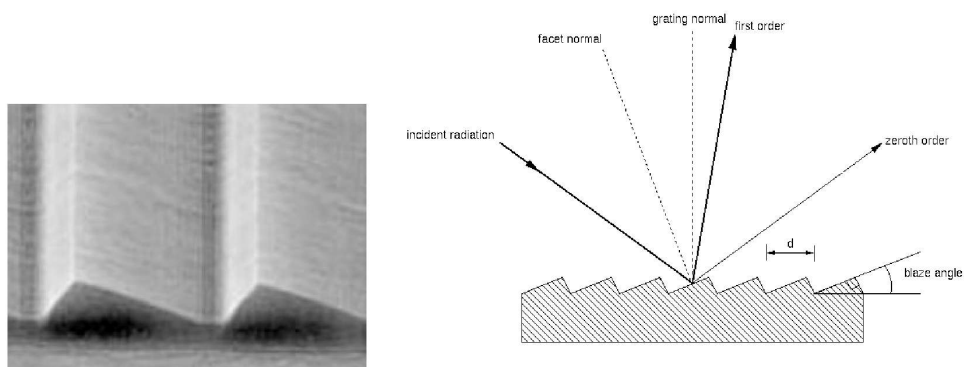 grating normal
first order
facet normal
incident radiation
zeroth order
d
blaze angle